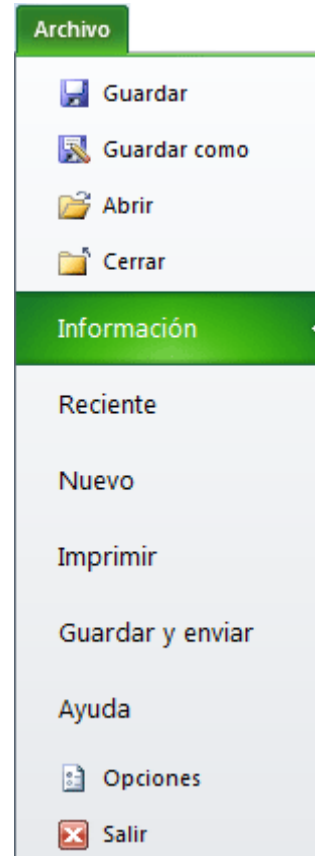 Archivo
Guardar
Guardar como
Abrir
Cerrar
Información
Reciente
Nuevo
Imprimir
Guardar y enviar
Ayuda
Opciones
Salir